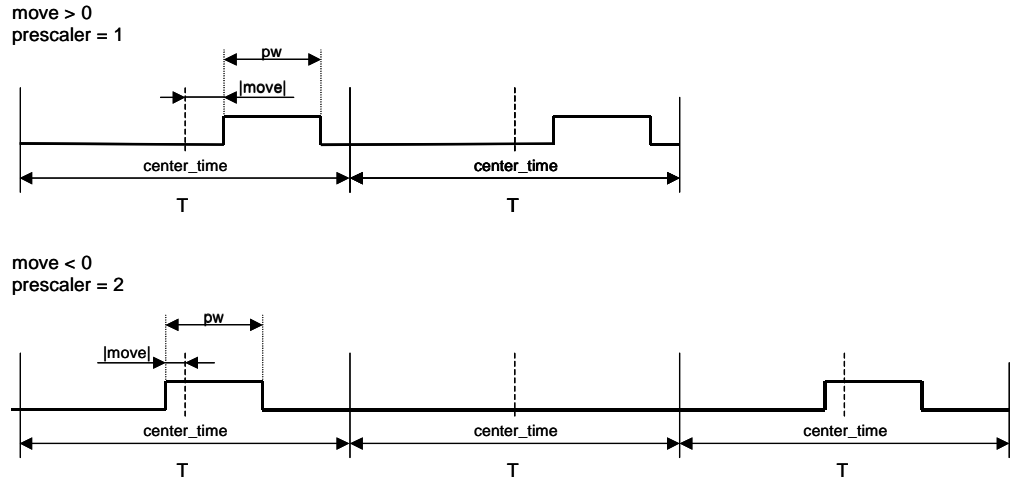 move > 0
prescaler = 1
pw
|move|
center_time
center_time
T
T
move < 0
prescaler = 2
pw
|move|
center_time
center_time
center_time
T
T
T